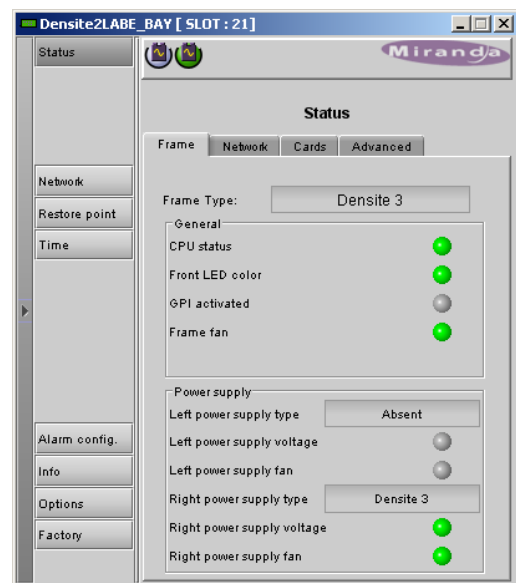 Densite2LABE_BAY [ SLOT : 21]
Status
Miranda
Status
Frame Network Cards Advanced
Network
Restore point
Time
Alarm config.
Info
Options
Factory
Frame Type: Densite 3
General
CPU status
Front LED color
GPI activated
Frame fan
Power supply
Left power supply type Absent
Left power supply voltage
Left power supply fan
Right power supply type Densite 3
Right power supply voltage
Right power supply fan